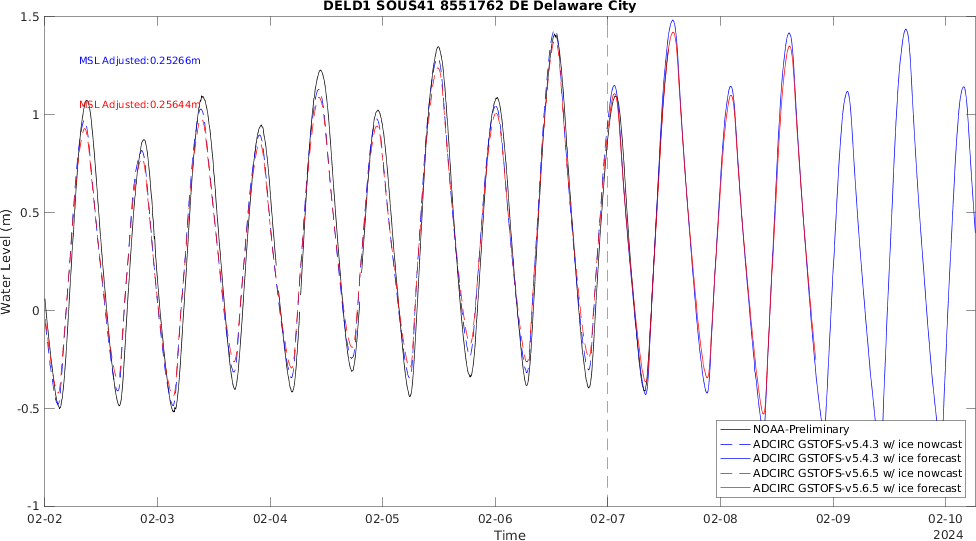 DELD1 SOUS41 8551762 DE Delaware City
1.5
MSL Adjusted:0.25266m
MSL Adjusted:0.25644m
1
0.5
Water Level (m)
0
-0.5
NOAA-Preliminary
ADCIRC GSTOFS-v5.4.3 w/ ice nowcast
ADCIRC GSTOFS-v5.4.3 w/ ice forecast
ADCIRC GSTOFS-v5.6.5 w/ ice nowcast
ADCIRC GSTOFS-v5.6.5 w/ ice forecast
-1
02-02 02-03 02-04 02-05 02-06 02-07 02-08 02-09 02-10
Time
2024